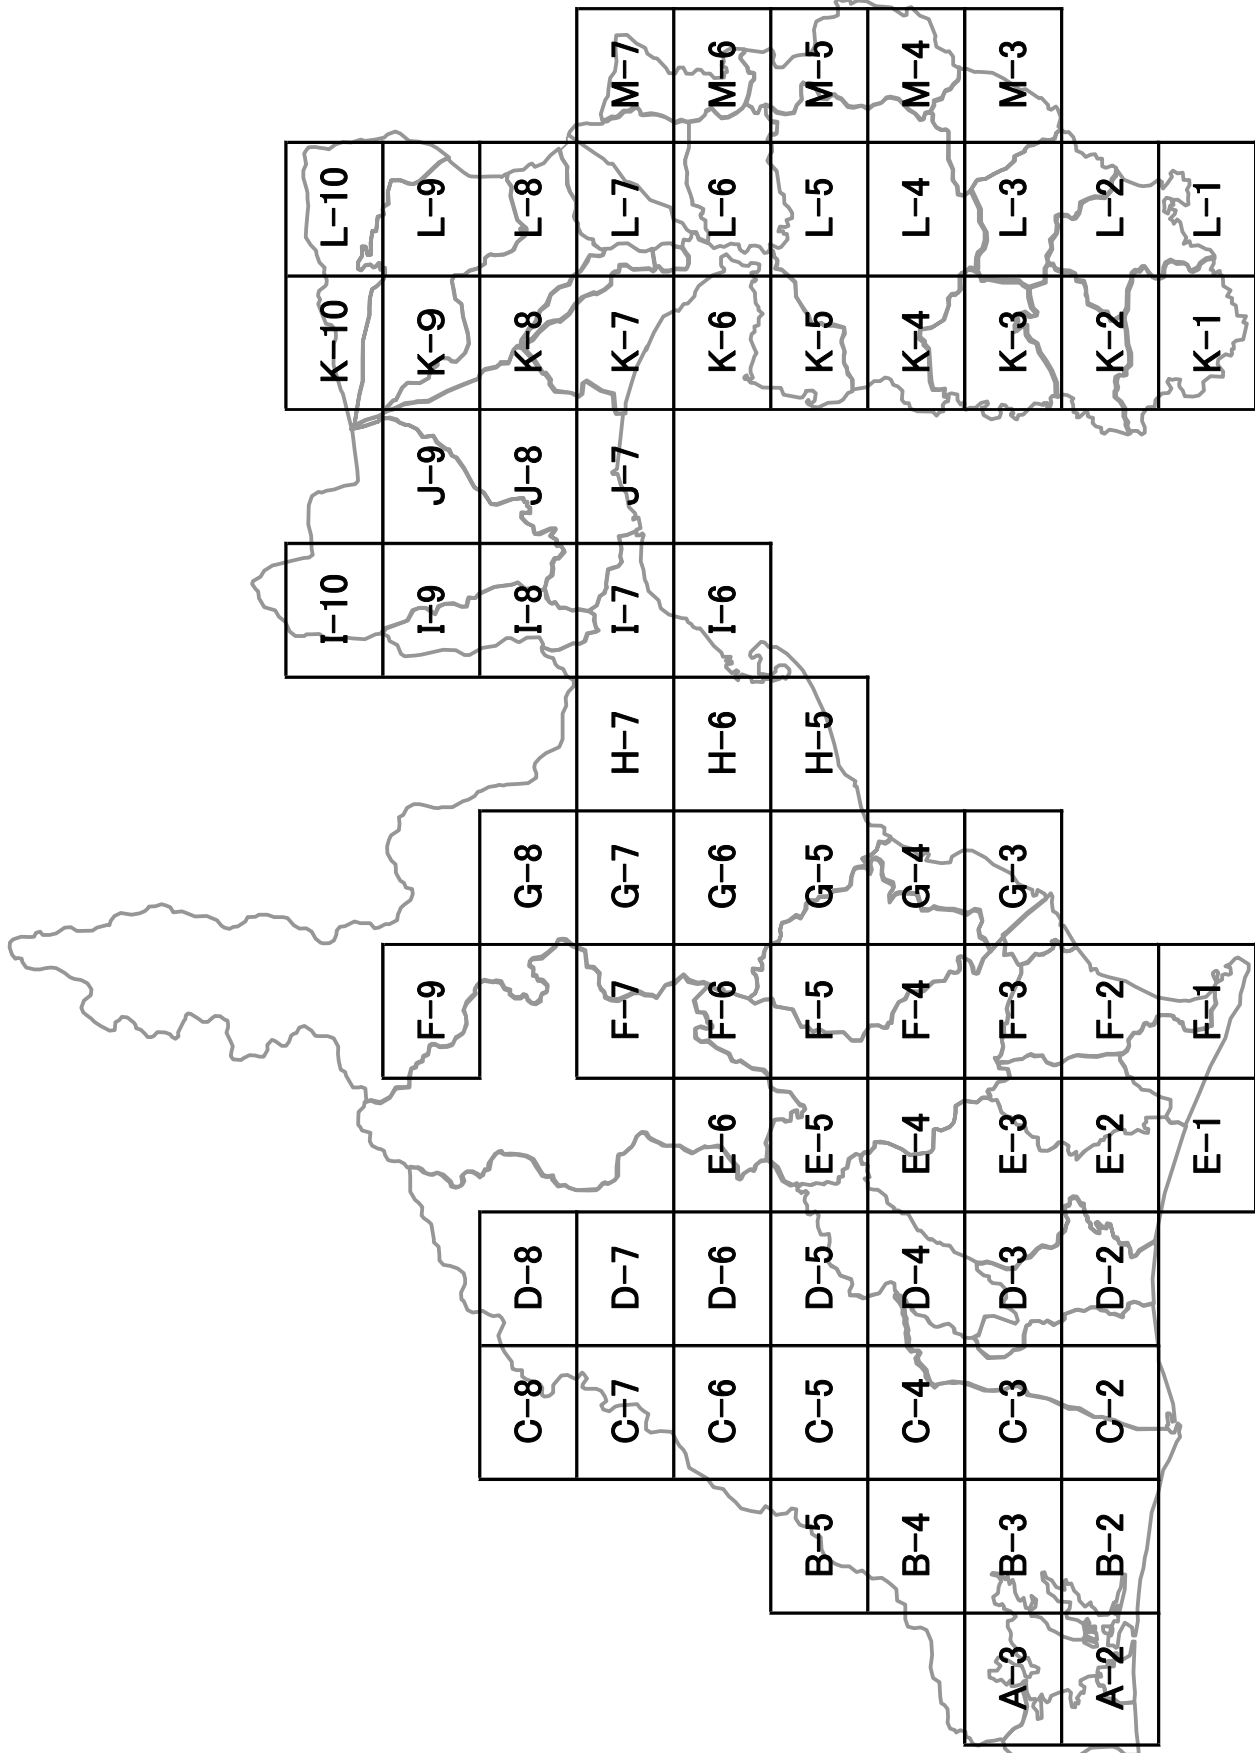 I-10 K-10 L-10
F-9 I-9 J-9 K-9 L-9
C-8 D-8 G-8 I-8 J-8 K-8 L-8
C-7 D-7 F-7 G-7 H-7 I-7 J-7 K-7 L-7 M-7
C-6 D-6 E-6 F-6 G-6 H-6 I-6 K-6 L-6 M-6
B-5 C-5 D-5 E-5 F-5 G-5 H-5 K-5 L-5 M-5
B-4 C-4 D-4 E-4 F-4 G-4 K-4 L-4 M-4
A-3 B-3 C-3 D-3 E-3 F-3 G-3 K-3 L-3 M-3
A-2 B-2 C-2 D-2 E-2 F-2 K-2 L-2
E-1 F-1 K-1 L-1